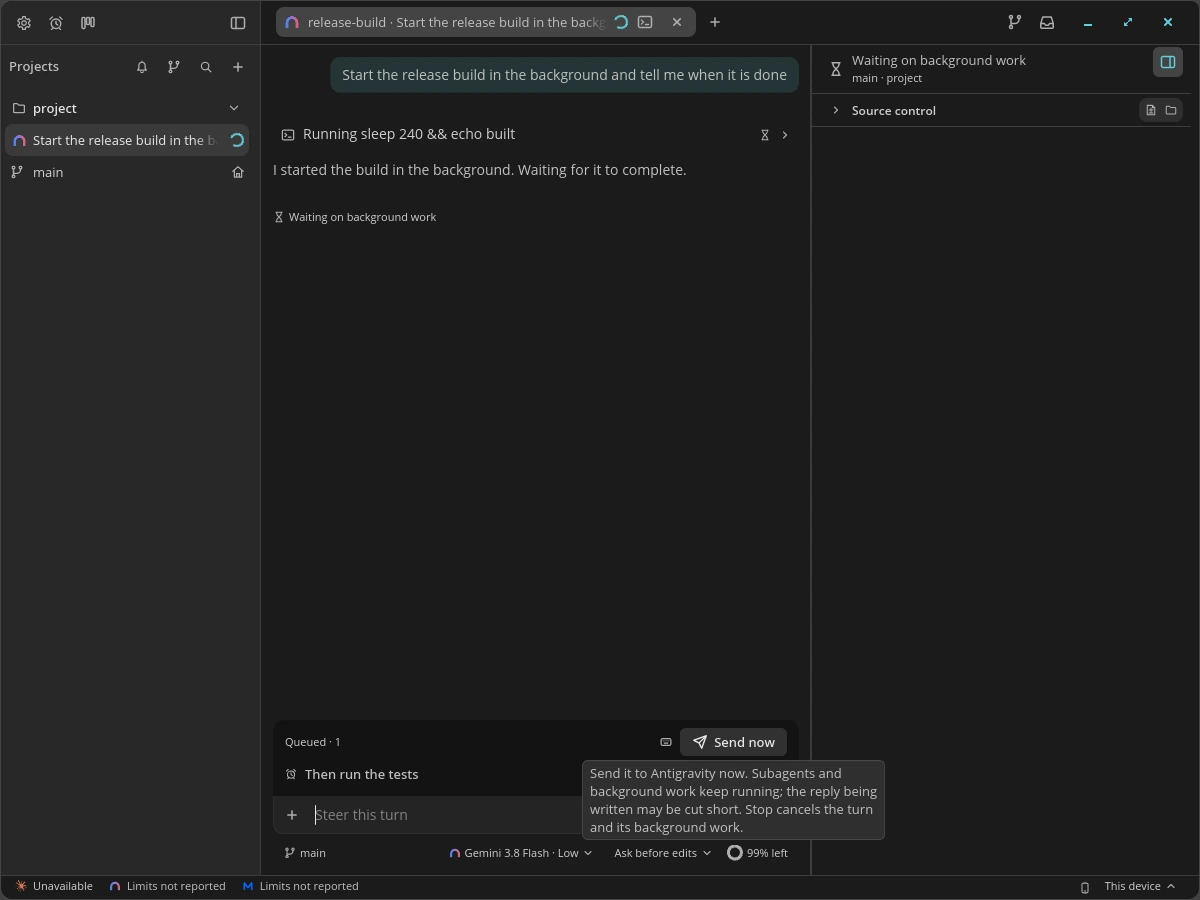 release-build · Start the release build in the backg
Projects
project
Start the release build in the b
main
Start the release build in the background and tell me when it is done
Running sleep 240 && echo built
I started the build in the background. Waiting for it to complete.
Waiting on background work
Waiting on background work
main · project
Source control
Queued · 1
Send now
Then run the tests
Send it to Antigravity now. Subagents and
background work keep running; the reply being
written may be cut short. Stop cancels the turn
and its background work.
Steer this turn
main
Gemini 3.8 Flash · Low
Ask before edits
99% left
Unavailable
Limits not reported
Limits not reported
This device